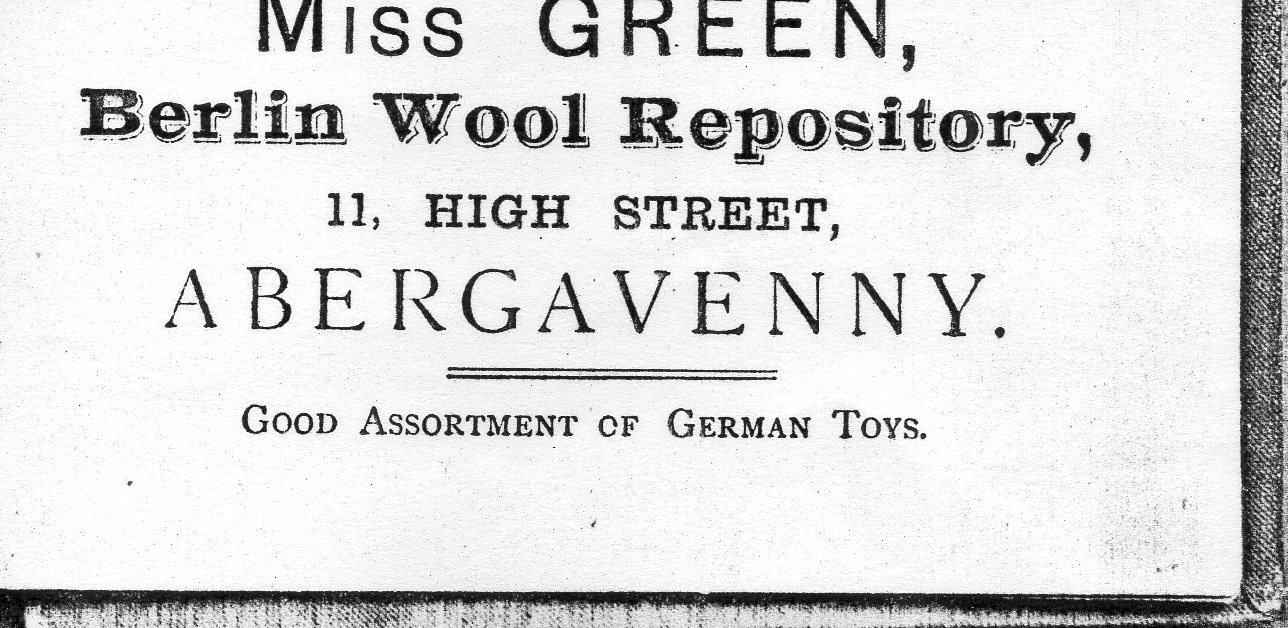 Miss GREEN,
Berlin Wool Repository,
11, HIGH STREET,
ABERGAVENNY.
Good Assortment of German Toys.